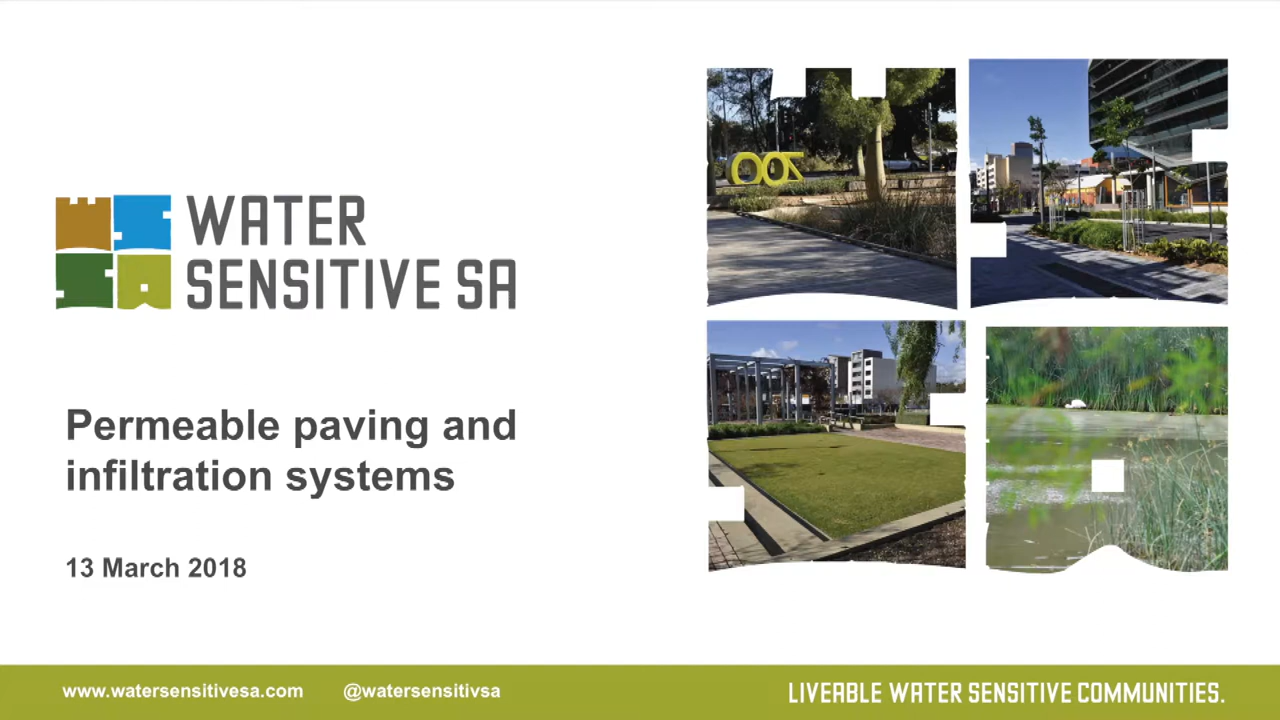 WATER
SENSITIVE SA
Permeable paving and
infiltration systems
13 March 2018
ZOO
www.watersensitivesa.com
@watersensitivsa
LIVEABLE WATER SENSITIVE COMMUNITIES.